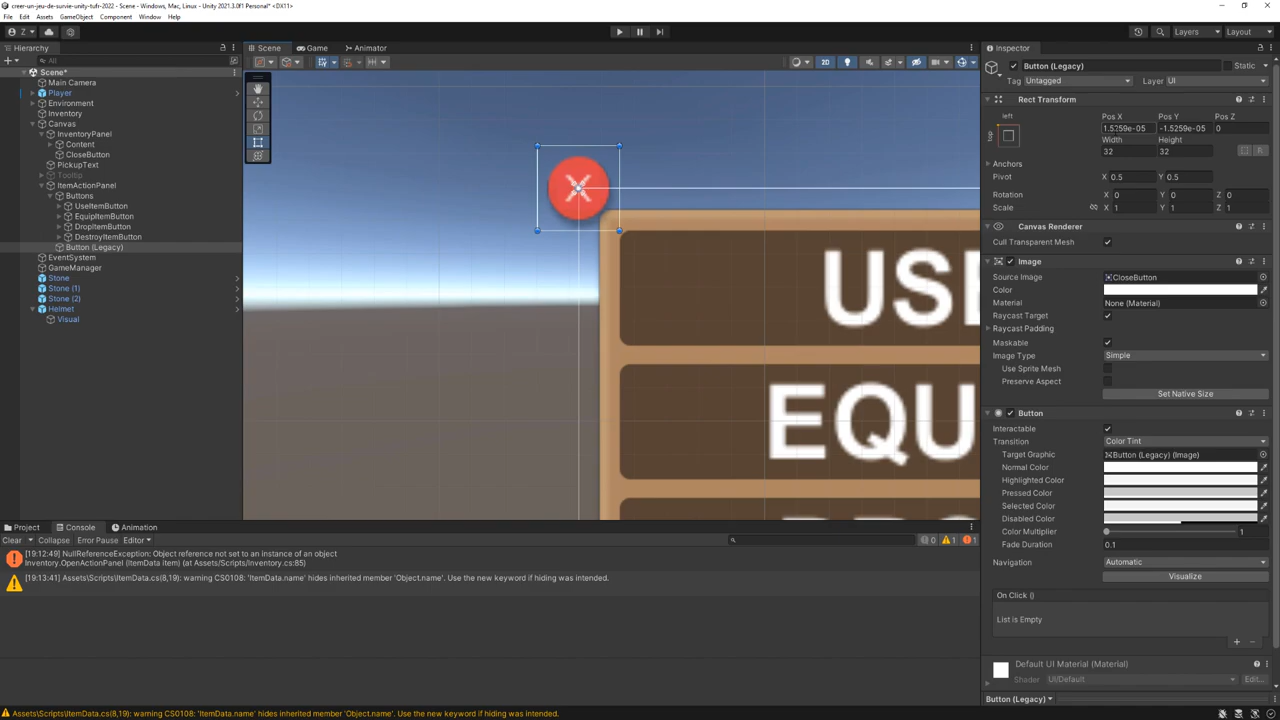 creer-un-jeu-de-survie-unity-tufr-2022 - Scene - Windows, Mac, Linux - Unity 2021.3.0f1 Personal* <DX11>
File Edit Assets GameObject Component Window Help
Z Layers Layout
Hierarchy
All
Scene*
Main Camera
Player
Environment
Inventory
Canvas
InventoryPanel
Content
CloseButton
PickupText
Tooltip
ItemActionPanel
Buttons
UseItemButton
EquipItemButton
DropItemButton
DestroyItemButton
Button (Legacy)
EventSystem
GameManager
Stone
Stone (1)
Stone (2)
Helmet
Visual
Scene Game Animator
2D
USE
EQU
Inspector
Button (Legacy) Static
Tag Untagged Layer UI
Rect Transform
left Pos X Pos Y Pos Z
top 1.5259e-05 -1.5259e-05 0
Width Height
32 32 R
Anchors
Pivot X 0.5 Y 0.5
Rotation X 0 Y 0 Z 0
Scale X 1 Y 1 Z 1
Canvas Renderer
Cull Transparent Mesh
Image
Source Image CloseButton
Color
Material None (Material)
Raycast Target
Raycast Padding
Maskable
Image Type Simple
Use Sprite Mesh
Preserve Aspect
Set Native Size
Button
Interactable
Transition Color Tint
Target Graphic Button (Legacy) (Image)
Normal Color
Highlighted Color
Pressed Color
Selected Color
Disabled Color
Color Multiplier 1
Fade Duration 0.1
Navigation Automatic
Visualize
On Click ()
List is Empty
Default UI Material (Material)
Shader UI/Default Edit...
Button (Legacy)
Project Console Animation
Clear Collapse Error Pause Editor 0 1 1
[19:12:49] NullReferenceException: Object reference not set to an instance of an object
Inventory.OpenActionPanel (ItemData item) (at Assets/Scripts/Inventory.cs:85)
[19:13:41] Assets\Scripts\ItemData.cs(8,19): warning CS0108: 'ItemData.name' hides inherited member 'Object.name'. Use the new keyword if hiding was intended.
Assets\Scripts\ItemData.cs(8,19): warning CS0108: 'ItemData.name' hides inherited member 'Object.name'. Use the new keyword if hiding was intended.